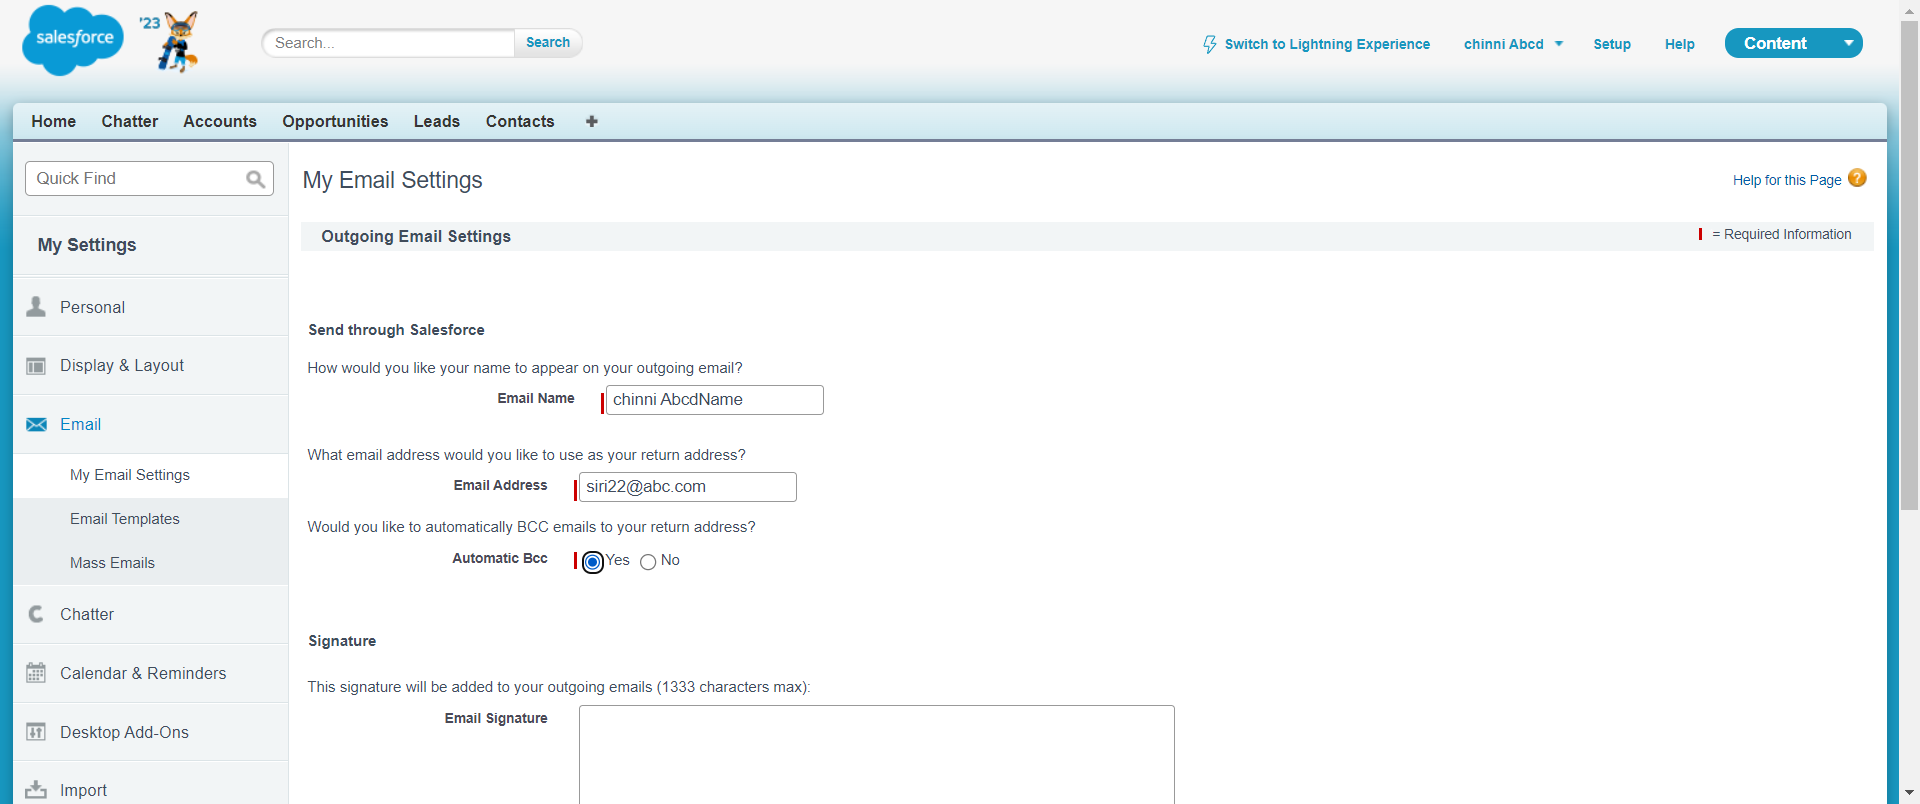 salesforce
'23
Search...
Search
Switch to Lightning Experience
chinni Abcd
Setup
Help
Content
Home
Chatter
Accounts
Opportunities
Leads
Contacts
Quick Find
My Settings
Personal
Display & Layout
Email
My Email Settings
Email Templates
Mass Emails
Chatter
Calendar & Reminders
Desktop Add-Ons
Import
My Email Settings
Help for this Page ?
Outgoing Email Settings
= Required Information
Send through Salesforce
How would you like your name to appear on your outgoing email?
Email Name chinni AbcdName
What email address would you like to use as your return address?
Email Address siri22@abc.com
Would you like to automatically BCC emails to your return address?
Automatic Bcc Yes No
Signature
This signature will be added to your outgoing emails (1333 characters max):
Email Signature